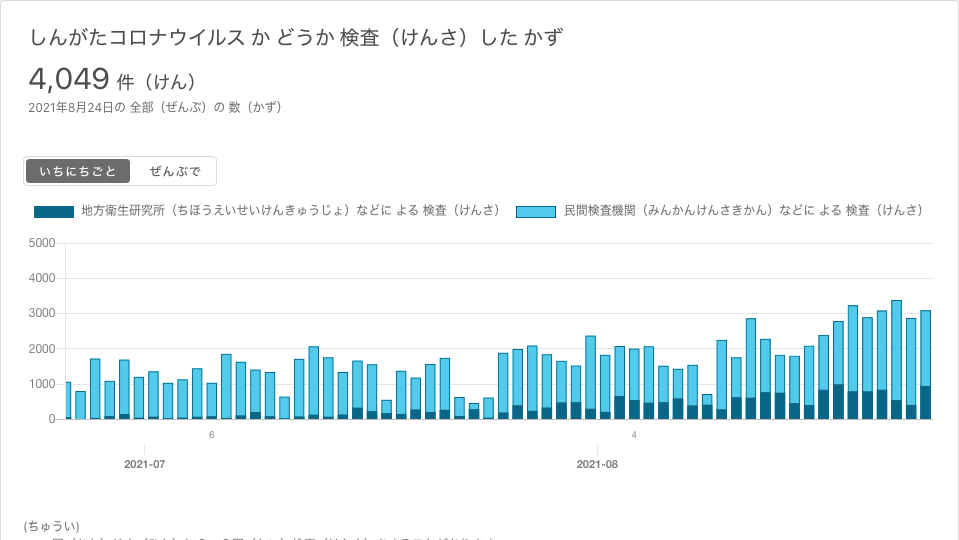 しんがたコロナウイルス か どうか 検査（けんさ）した かず
4,049 件（けん）
2021年8月24日の 全部（ぜんぶ）の 数（かず）
いちにちごと ぜんぶで
地方衛生研究所（ちほうえいせいけんきゅうじょ）などに よる 検査（けんさ） 民間検査機関（みんかんけんさきかん）などに よる 検査（けんさ）
5000
4000
3000
2000
1000
0
6 4
2021-07 2021-08
(ちゅうい)